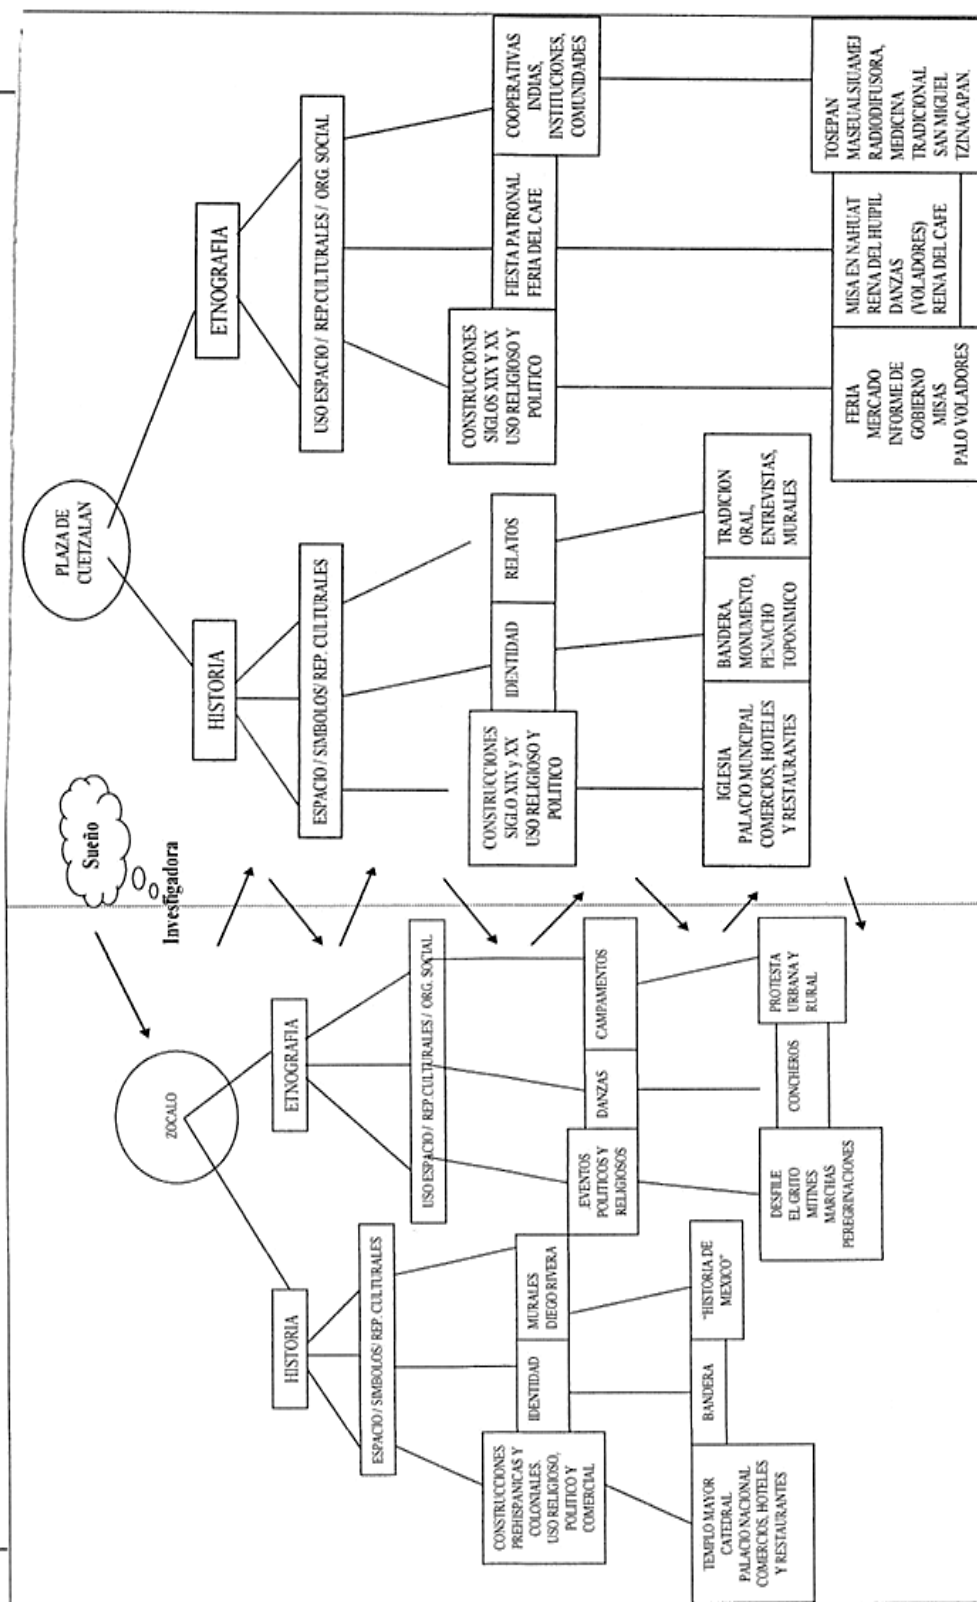 Sueño
Investigadora
ZOCALO
HISTORIA
ETNOGRAFIA
ESPACIO / SIMBOLOS/ REP. CULTURALES
USO ESPACIO / REP.CULTURALES / ORG. SOCIAL
CONSTRUCCIONES
PREHISPANICAS Y
COLONIALES.
USO RELIGIOSO,
POLITICO Y
COMERCIAL
IDENTIDAD
MURALES
DIEGO RIVERA
EVENTOS
POLITICOS Y
RELIGIOSOS
DANZAS
CAMPAMENTOS
TEMPLO MAYOR
CATEDRAL
PALACIO NACIONAL
COMERCIOS, HOTELES
Y RESTAURANTES
BANDERA
"HISTORIA DE
MEXICO"
DESFILE
EL GRITO
MITINES
MARCHAS
PEREGRINACIONES
CONCHEROS
PROTESTA
URBANA Y
RURAL
PLAZA DE
CUETZALAN
HISTORIA
ETNOGRAFIA
ESPACIO / SIMBOLOS/ REP. CULTURALES
USO ESPACIO / REP.CULTURALES / ORG. SOCIAL
CONSTRUCCIONES
SIGLO XIX y XX
USO RELIGIOSO Y
POLITICO
IDENTIDAD
RELATOS
CONSTRUCCIONES
SIGLOS XIX Y XX
USO RELIGIOSO Y
POLITICO
FIESTA PATRONAL
FERIA DEL CAFE
COOPERATIVAS
INDIAS,
INSTITUCIONES,
COMUNIDADES
IGLESIA
PALACIO MUNICIPAL
COMERCIOS, HOTELES
Y RESTAURANTES
BANDERA,
MONUMENTO,
PENACHO
TOPONIMICO
TRADICION
ORAL,
ENTREVISTAS,
MURALES
FERIA
MERCADO
INFORME DE
GOBIERNO
MISAS
PALO VOLADORES
MISA EN NAHUAT
REINA DEL HUIPIL
DANZAS
(VOLADORES)
REINA DEL CAFE
TOSEPAN
MASEUALSIUAMEJ
RADIODIFUSORA,
MEDICINA
TRADICIONAL
SAN MIGUEL
TZINACAPAN.